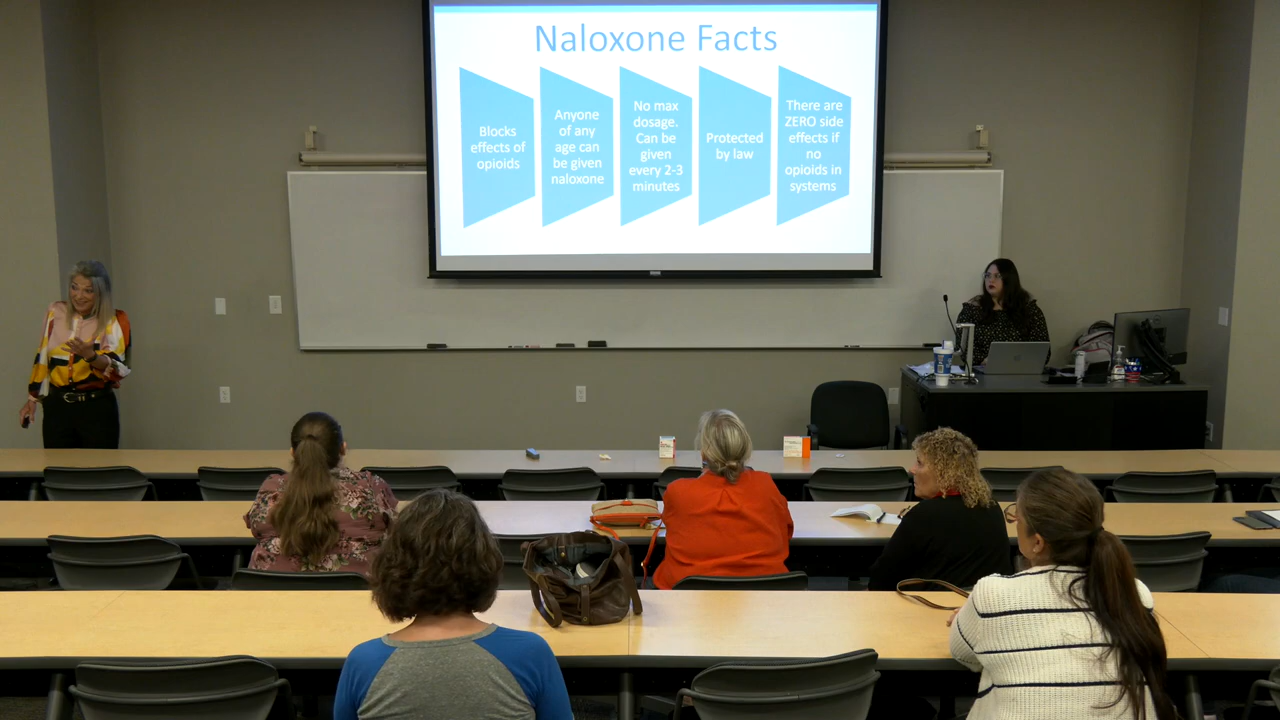 Naloxone Facts
Blocks
effects of
opioids
Anyone
of any
age can
be given
naloxone
No max
dosage.
Can be
given
every 2-3
minutes
Protected
by law
There are
ZERO side
effects if
no
opioids in
systems